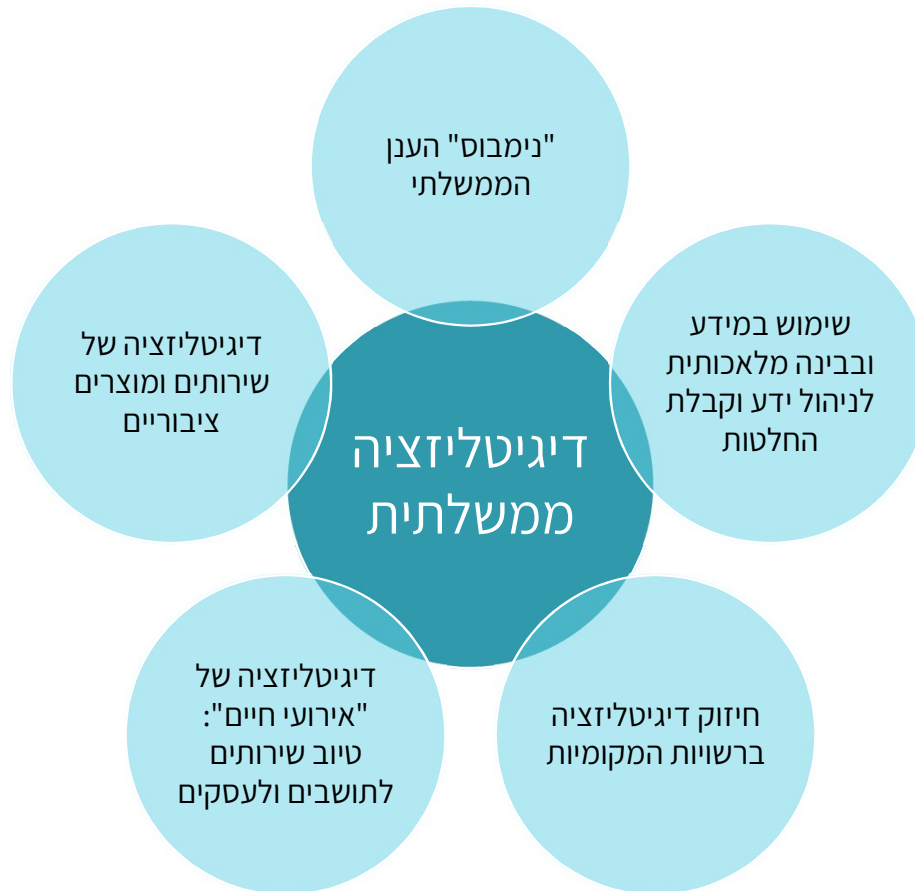 "נימבוס" הענן
הממשלתי
שימוש במידע
ובבינה מלאכותית
לניהול ידע וקבלת
החלטות
דיגיטליזציה של
שירותים ומוצרים
ציבוריים
דיגיטליזציה
ממשלתית
חיזוק דיגיטליזציה
ברשויות המקומיות
דיגיטליזציה של
"אירועי חיים":
טיוב שירותים
לתושבים ולעסקים